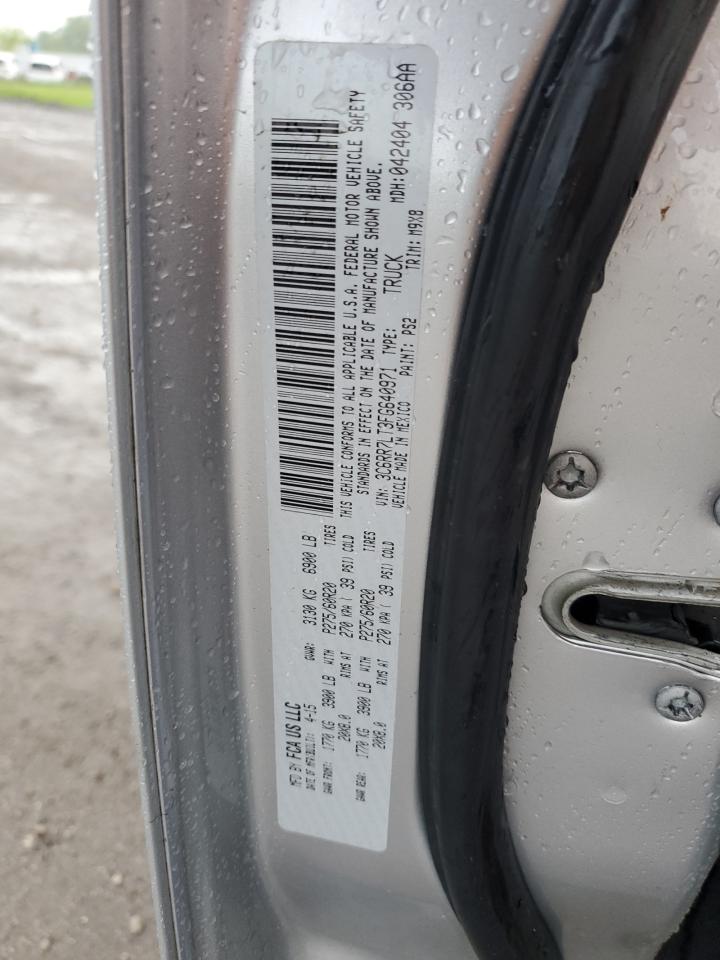 MFD BY FCA US LLC
DATE OF MFR(BUILT): 4-15 GVWR: 3130 KG 6900 LB
GAWR FRONT: 1770 KG 3900 LB WITH P275/60R20 TIRES
20X8.0 RIMS AT 270 KPA ( 39 PSI) COLD
GAWR REAR: 1770 KG 3900 LB WITH P275/60R20 TIRES
20X8.0 RIMS AT 270 KPA ( 39 PSI) COLD
THIS VEHICLE CONFORMS TO ALL APPLICABLE U.S.A. FEDERAL MOTOR VEHICLE SAFETY
STANDARDS IN EFFECT ON THE DATE OF MANUFACTURE SHOWN ABOVE.
VIN: 3C6RR7LT3FG640971 TYPE: TRUCK MDH:042404 306AA
VEHICLE MADE IN MEXICO PAINT: PS2 TRIM: M9X8